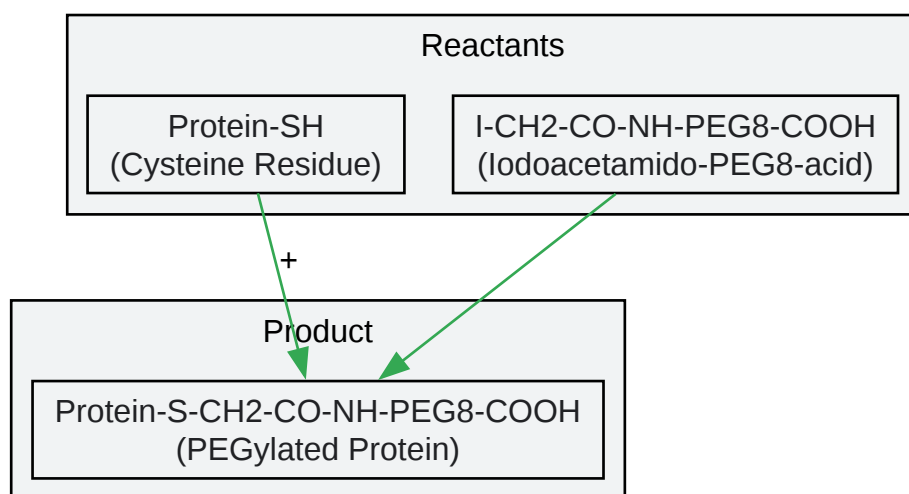 Reactants
Protein-SH
(Cysteine Residue)
I-CH2-CO-NH-PEG8-COOH
(Iodoacetamido-PEG8-acid)
+
Product
Protein-S-CH2-CO-NH-PEG8-COOH
(PEGylated Protein)